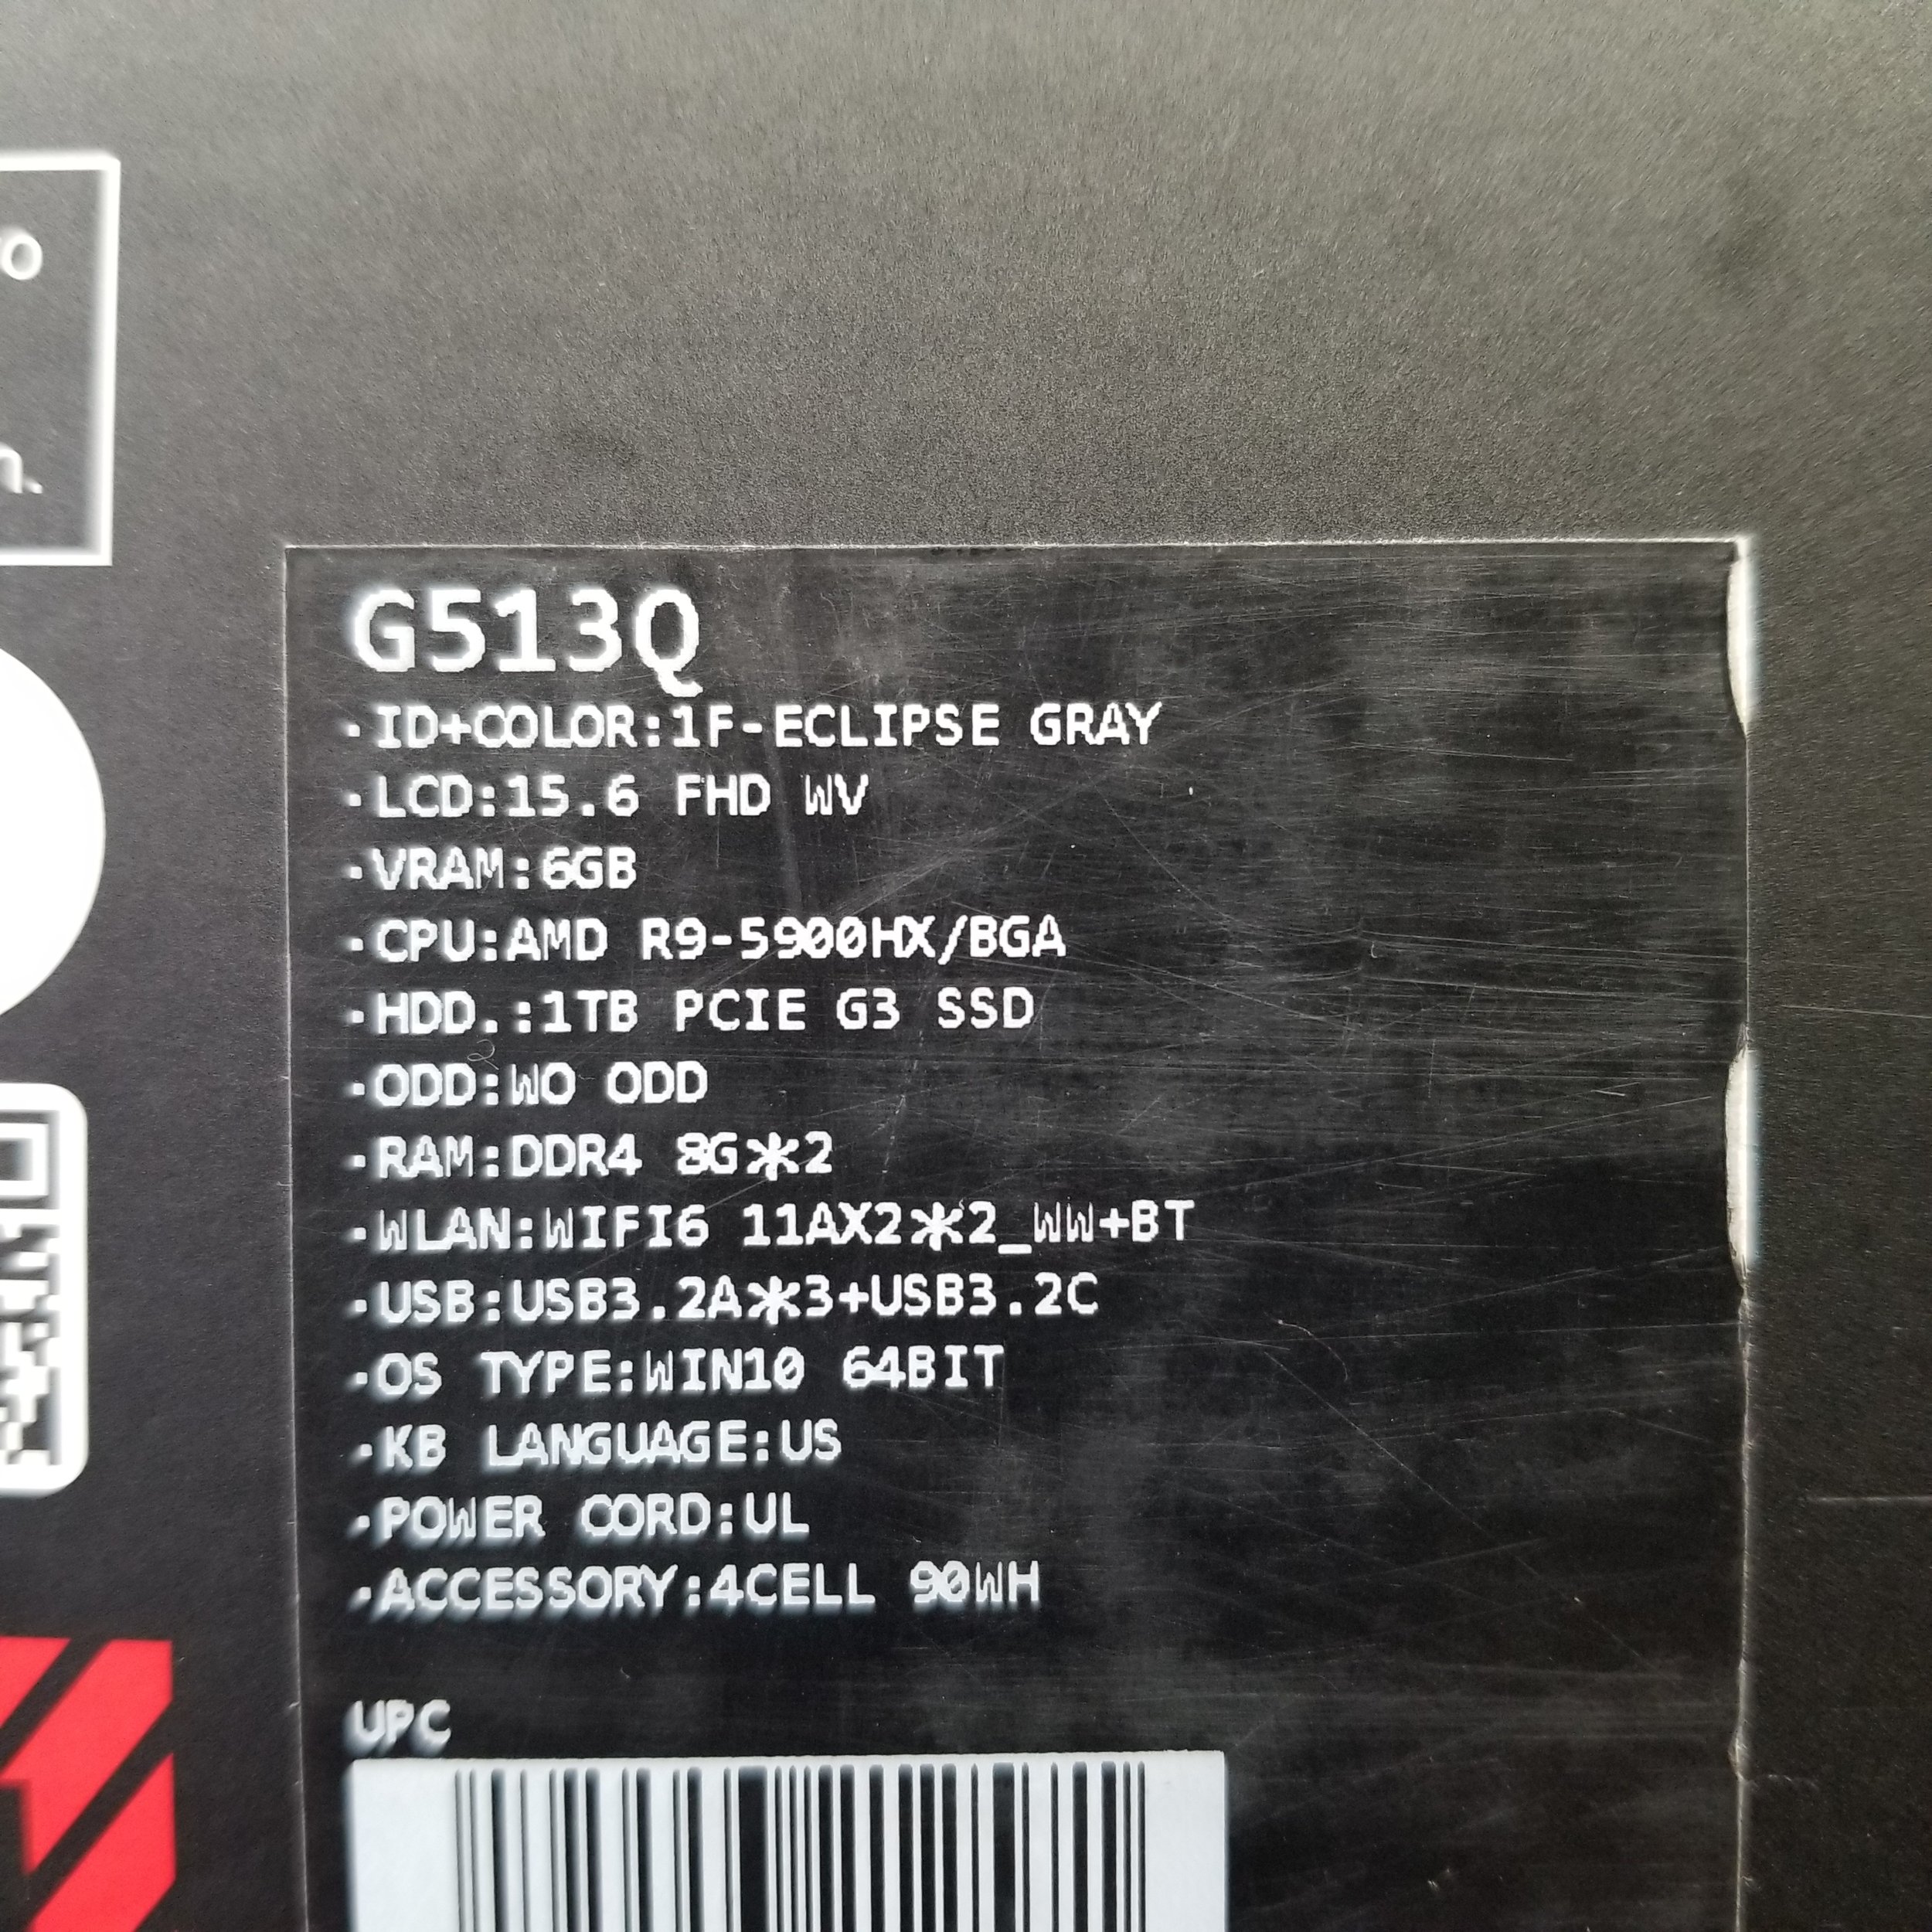 G513Q
·ID+COLOR:1F-ECLIPSE GRAY
·LCD:15.6 FHD WV
·VRAM:6GB
·CPU:AMD R9-5900HX/BGA
·HDD.:1TB PCIE G3 SSD
·ODD:WO ODD
·RAM:DDR4 8G*2
·WLAN:WIFI6 11AX2*2_WW+BT
·USB:USB3.2A*3+USB3.2C
·OS TYPE:WIN10 64BIT
·KB LANGUAGE:US
·POWER CORD:UL
·ACCESSORY:4CELL 90WH
UPC